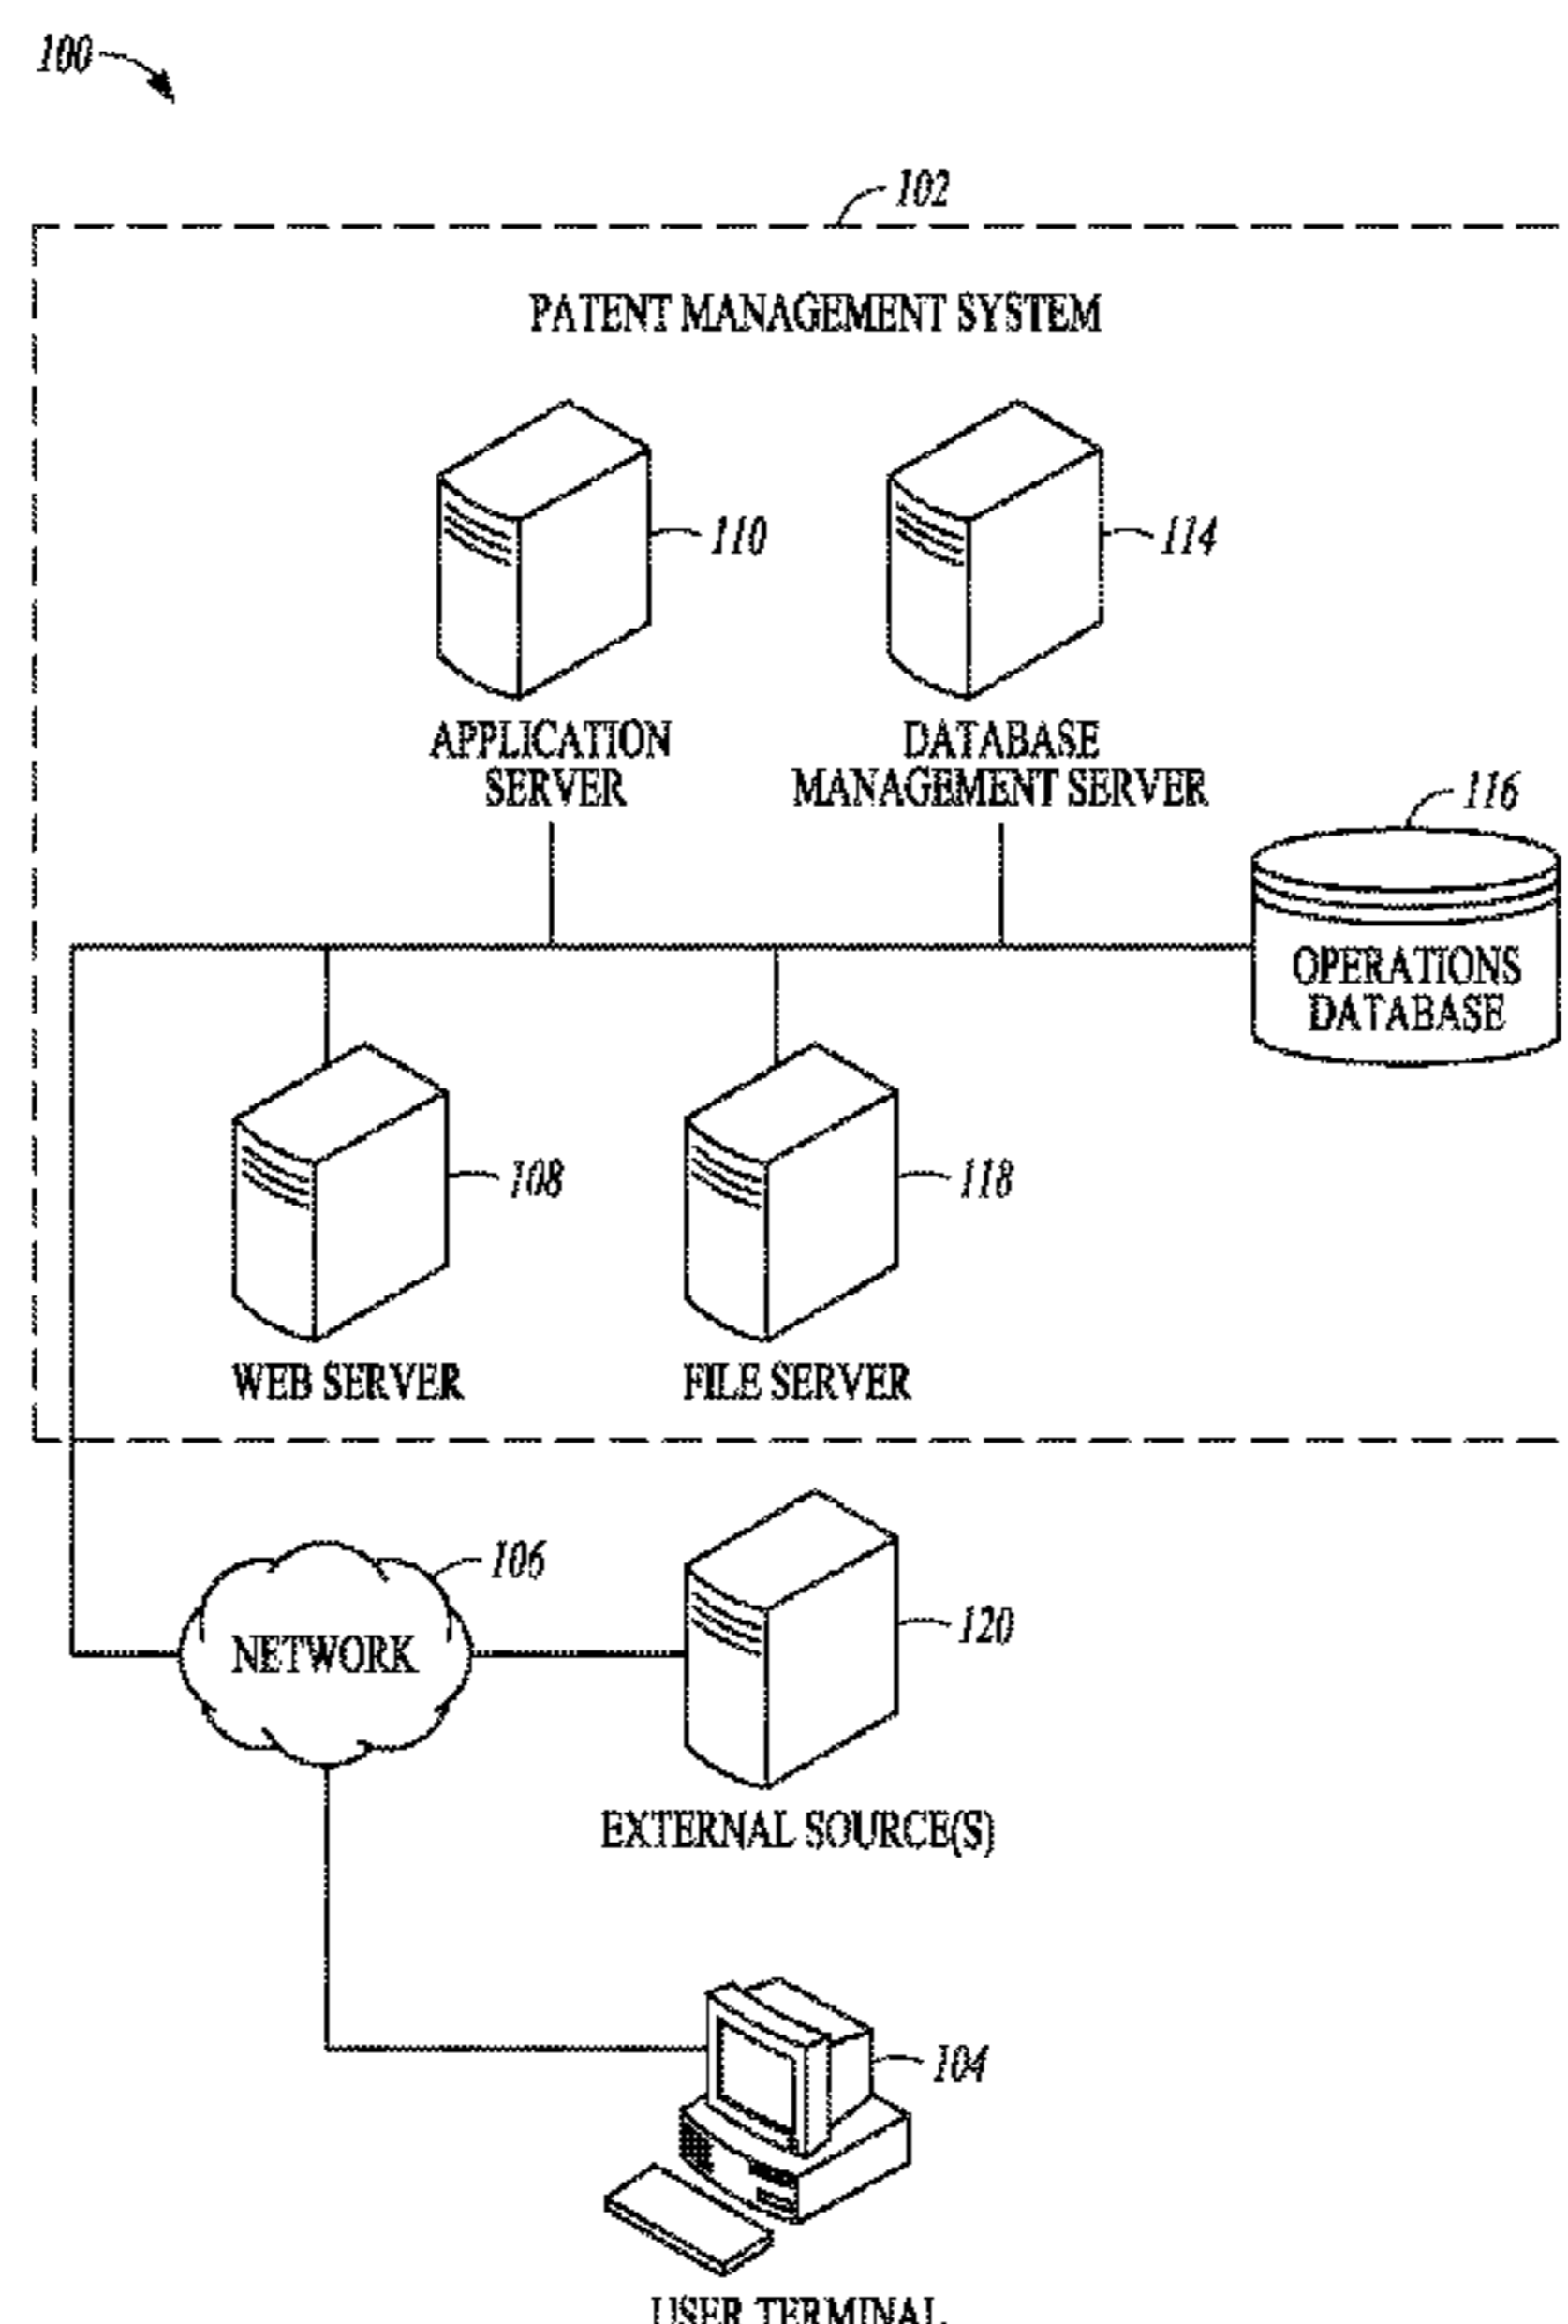 100
102
PATENT MANAGEMENT SYSTEM
110
114
APPLICATION
SERVER
DATABASE
MANAGEMENT SERVER
116
OPERATIONS
DATABASE
108
118
WEB SERVER
FILE SERVER
106
NETWORK
120
EXTERNAL SOURCE(S)
104
USER TERMINAL